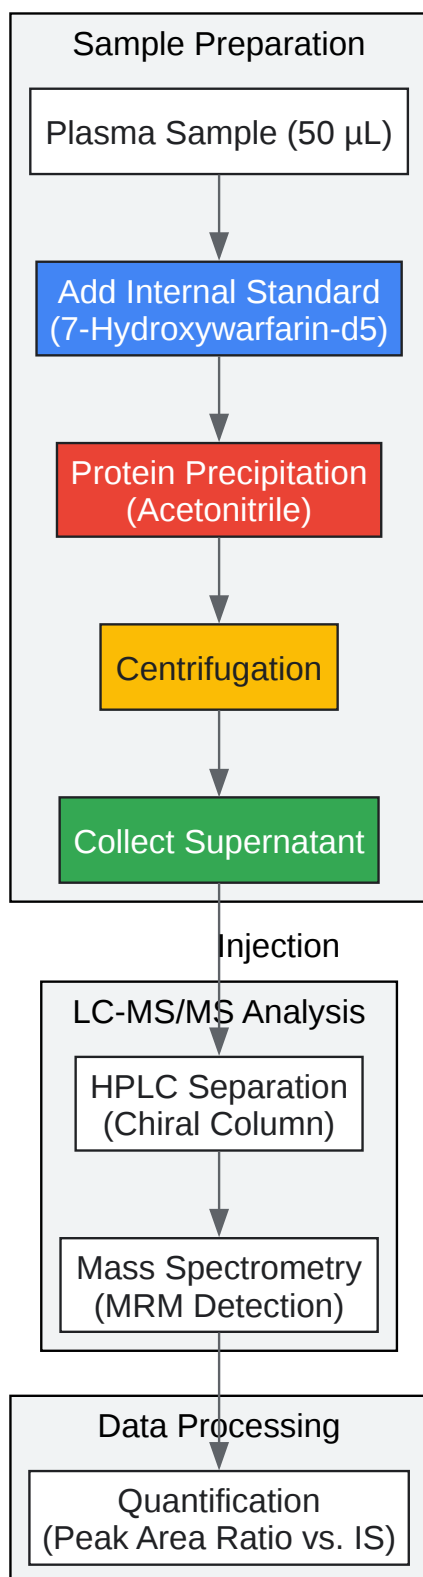 Sample Preparation
Plasma Sample (50 µL)
Add Internal Standard
(7-Hydroxywarfarin-d5)
Protein Precipitation
(Acetonitrile)
Centrifugation
Collect Supernatant
Injection
LC-MS/MS Analysis
HPLC Separation
(Chiral Column)
Mass Spectrometry
(MRM Detection)
Data Processing
Quantification
(Peak Area Ratio vs. IS)